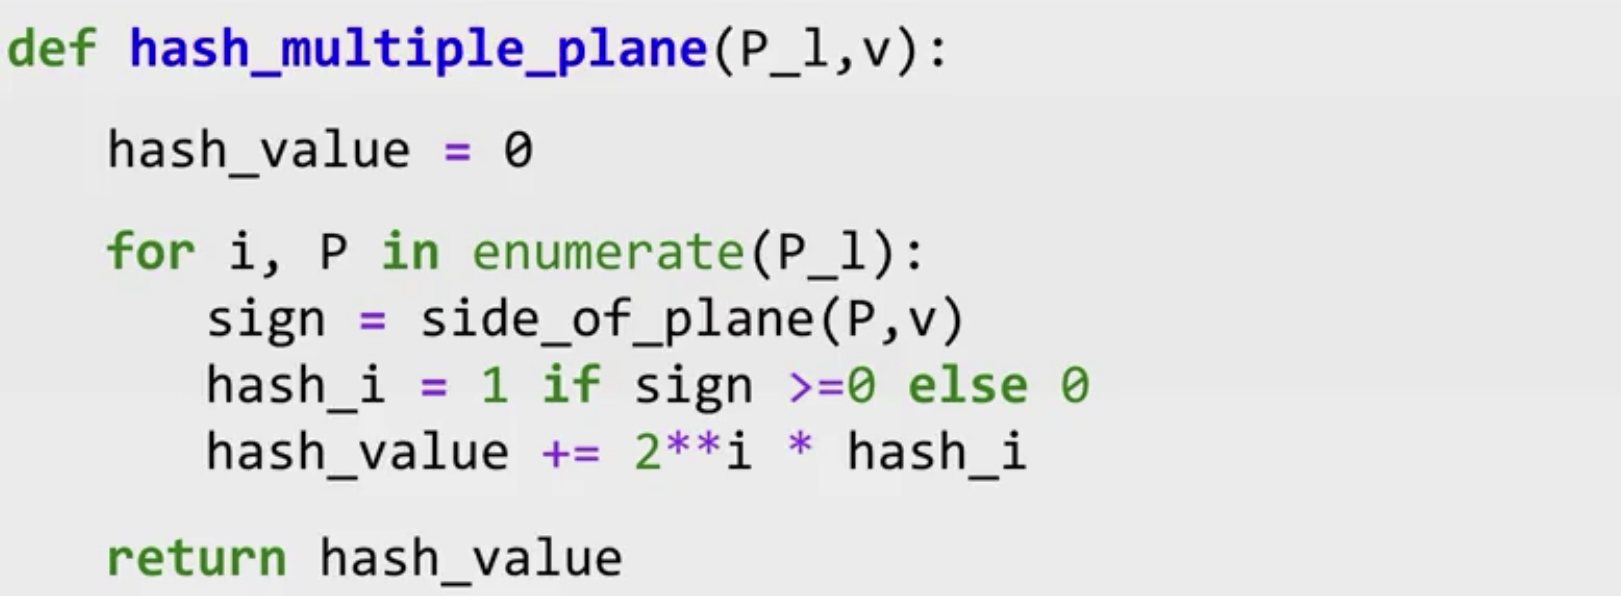 def hash_multiple_plane(P_l,v):
hash_value = 0
for i, P in enumerate(P_l):
sign = side_of_plane(P,v)
hash_i = 1 if sign >=0 else 0
hash_value += 2**i * hash_i
return hash_value